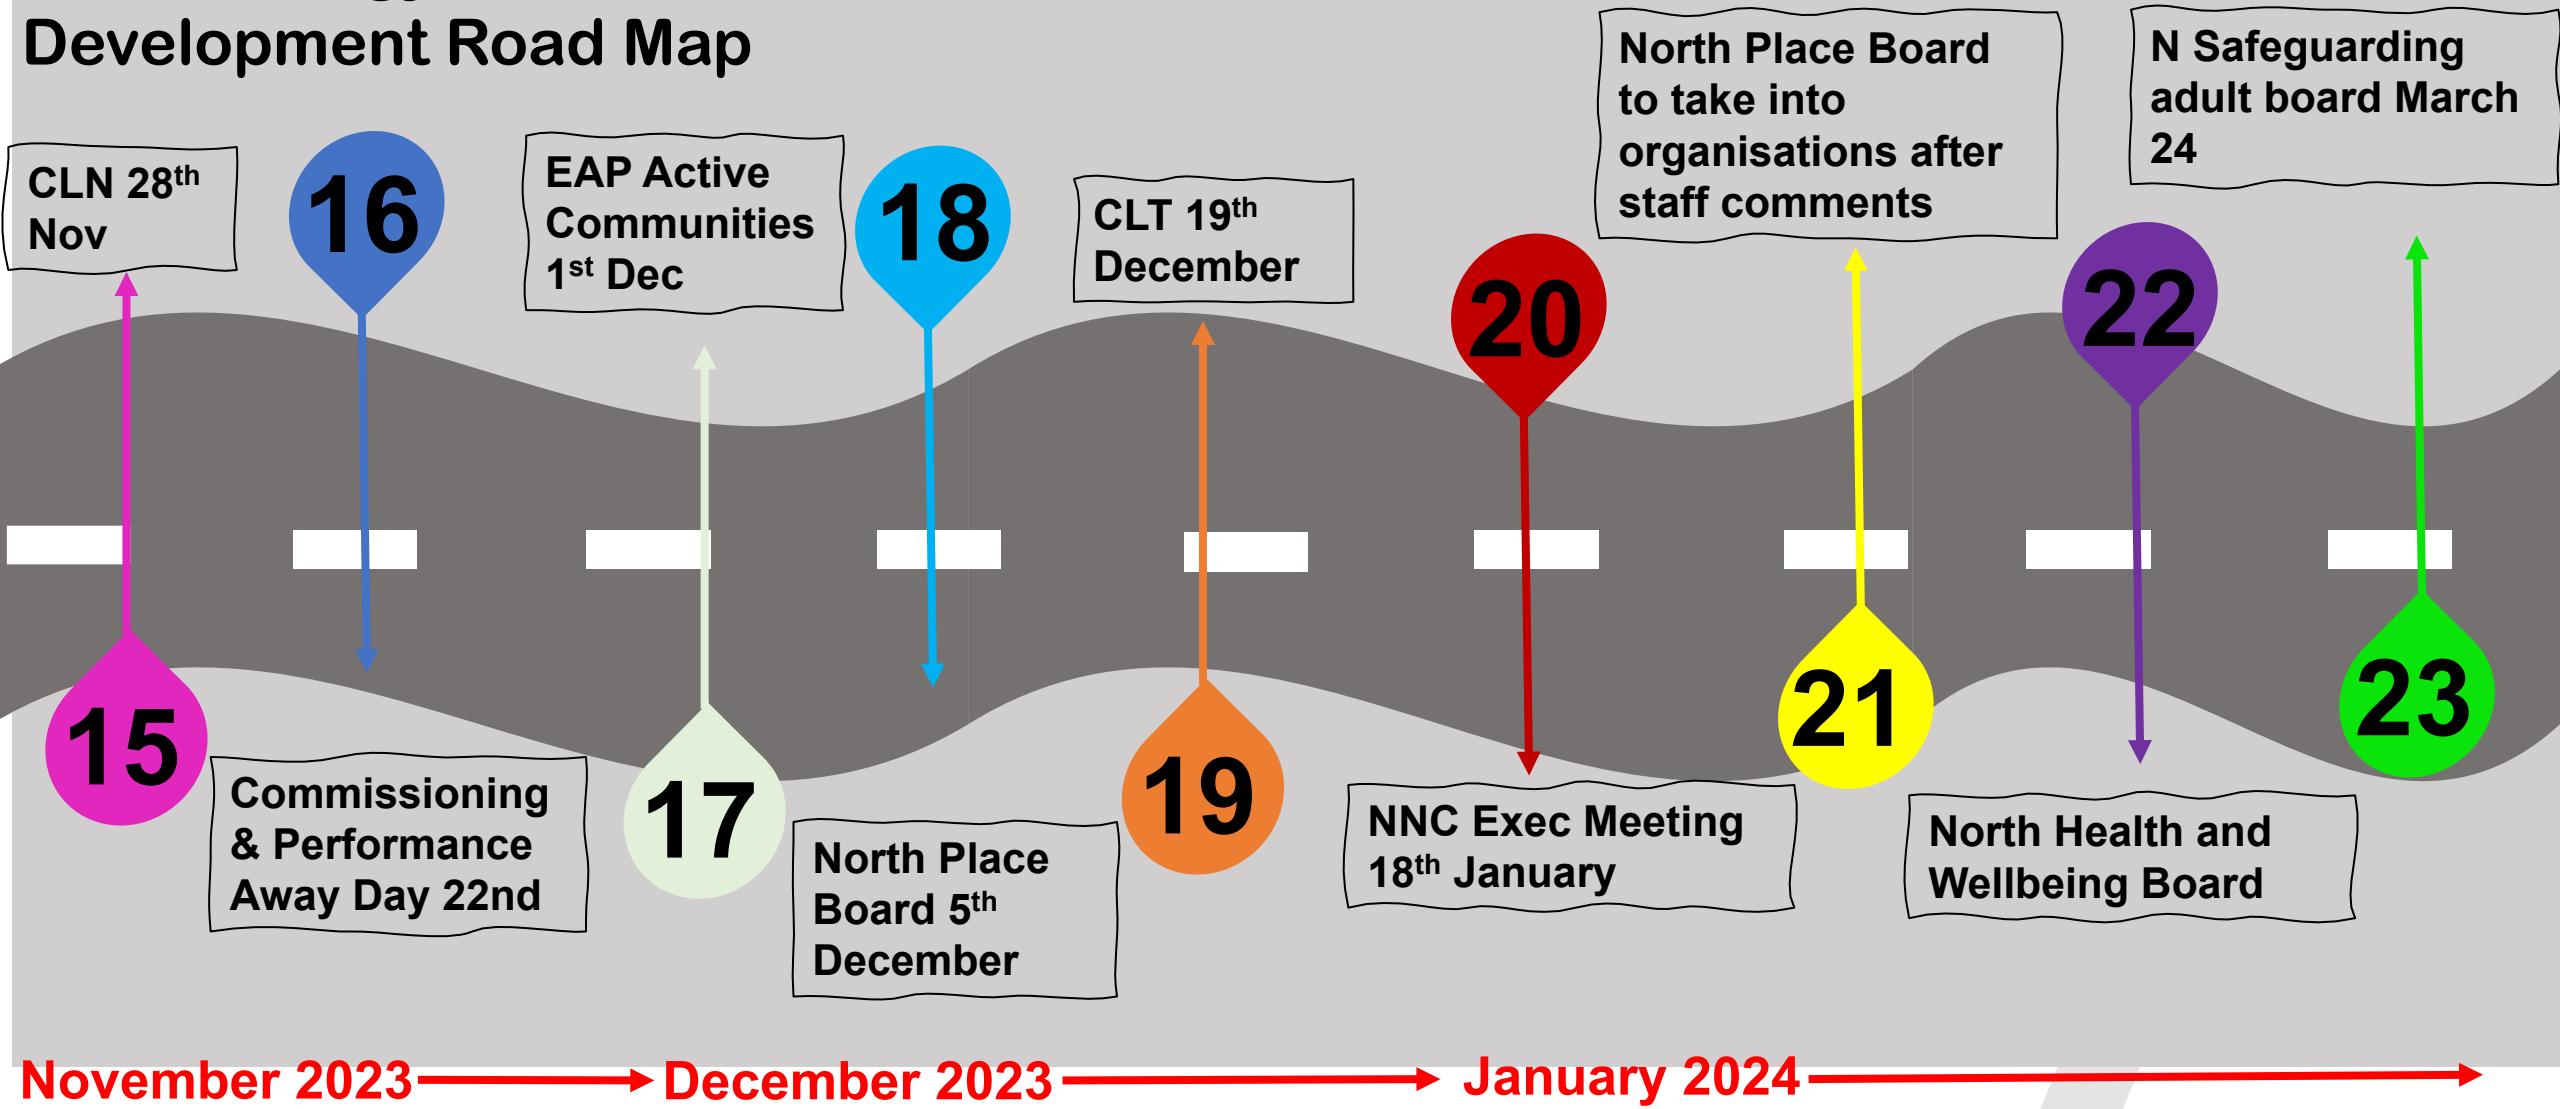 Development Road Map
CLN 28th
Nov
16
EAP Active
Communities
1st Dec
18
CLT 19th
December
20
North Place Board
to take into
organisations after
staff comments
22
N Safeguarding
adult board March
24
15
Commissioning
& Performance
Away Day 22nd
17
North Place
Board 5th
December
19
NNC Exec Meeting
18th January
21
North Health and
Wellbeing Board
23
November 2023
December 2023
January 2024